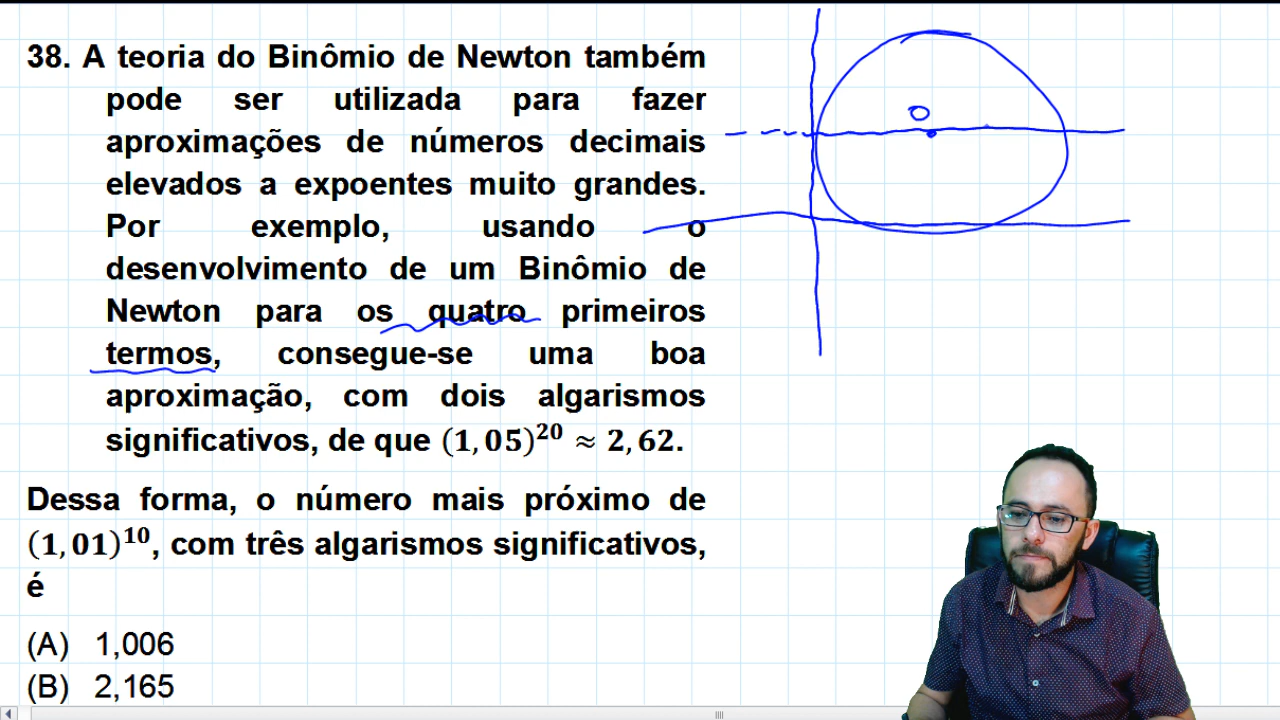 38. A teoria do Binômio de Newton também
pode ser utilizada para fazer
aproximações de números decimais
elevados a expoentes muito grandes.
Por exemplo, usando o
desenvolvimento de um Binômio de
Newton para os quatro primeiros
termos, consegue-se uma boa
aproximação, com dois algarismos
significativos, de que (1,05)²⁰ ≈ 2,62.
Dessa forma, o número mais próximo de
(1,01)¹⁰, com três algarismos significativos,
é
(A) 1,006
(B) 2,165
O